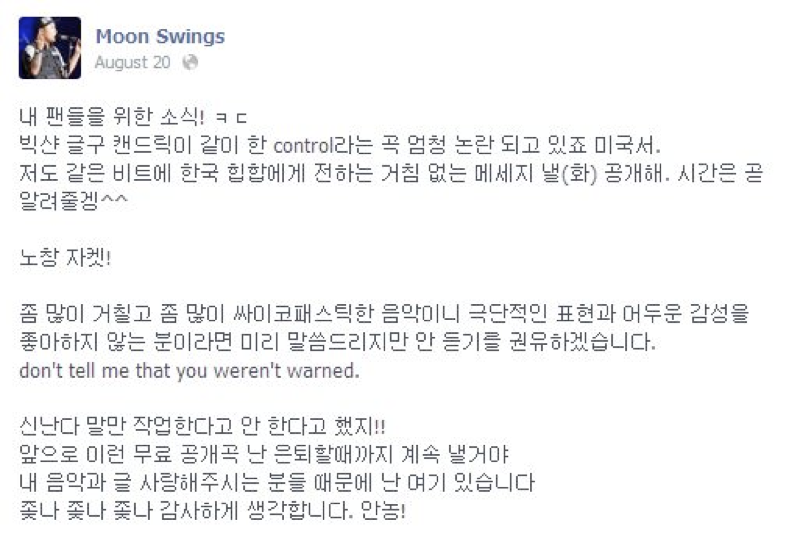 Moon Swings
August 20
내 팬들을 위한 소식! ㅋㄷ
빅샨 글구 캔드릭이 같이 한 control라는 곡 엄청 논란 되고 있죠 미국서.
저도 같은 비트에 한국 힙합에게 전하는 거침 없는 메세지 낼(화) 공개해. 시간은 곧
알려줄겡^^
노창 자켓!
좀 많이 거칠고 좀 많이 싸이코패스틱한 음악이니 극단적인 표현과 어두운 감성을
좋아하지 않는 분이라면 미리 말씀드리지만 안 듣기를 권유하겠습니다.
don't tell me that you weren't warned.
신난다 말만 작업한다고 안 한다고 했지!!
앞으로 이런 무료 공개곡 난 은퇴할때까지 계속 낼거야
내 음악과 글 사랑해주시는 분들 때문에 난 여기 있습니다
좆나 좆나 좆나 감사하게 생각합니다. 안농!